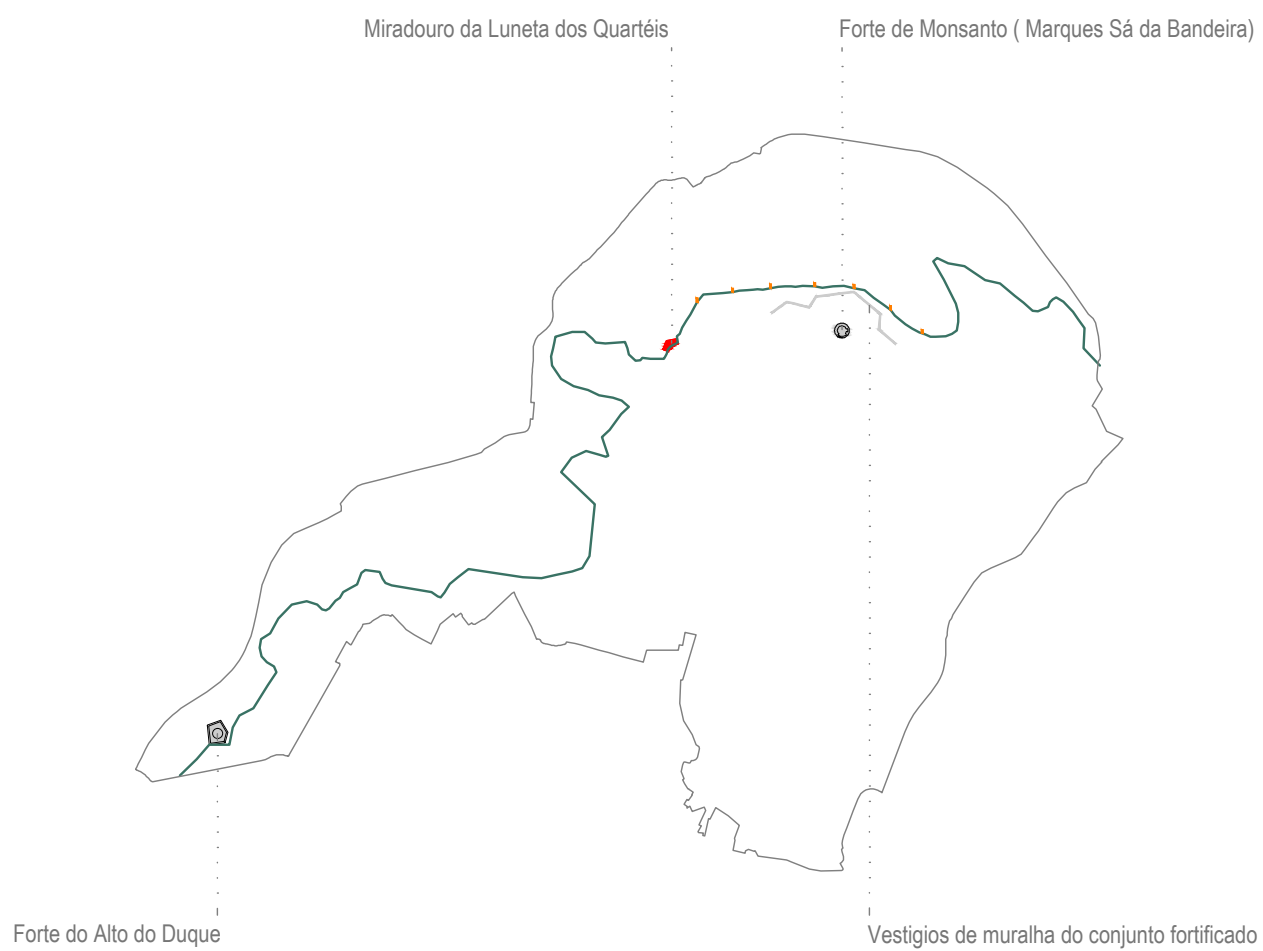 Miradouro da Luneta dos Quartéis
Forte de Monsanto ( Marques Sá da Bandeira)
Forte do Alto do Duque
Vestigios de muralha do conjunto fortificado